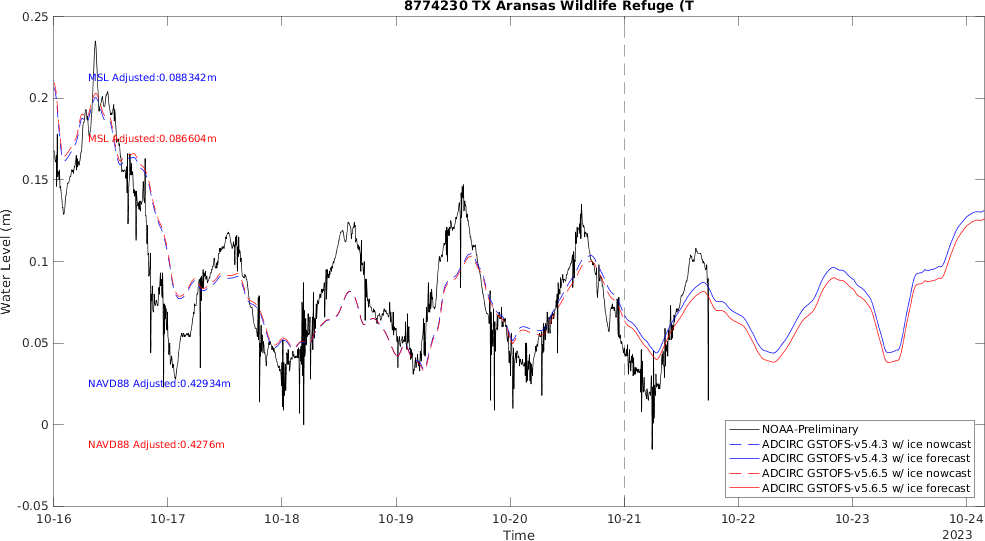 8774230 TX Aransas Wildlife Refuge (T
0.25
0.2
0.15
0.1
0.05
0
-0.05
Water Level (m)
MSL Adjusted:0.088342m
MSL Adjusted:0.086604m
NAVD88 Adjusted:0.42934m
NAVD88 Adjusted:0.4276m
NOAA-Preliminary
ADCIRC GSTOFS-v5.4.3 w/ ice nowcast
ADCIRC GSTOFS-v5.4.3 w/ ice forecast
ADCIRC GSTOFS-v5.6.5 w/ ice nowcast
ADCIRC GSTOFS-v5.6.5 w/ ice forecast
10-16 10-17 10-18 10-19 10-20 10-21 10-22 10-23 10-24
Time
2023